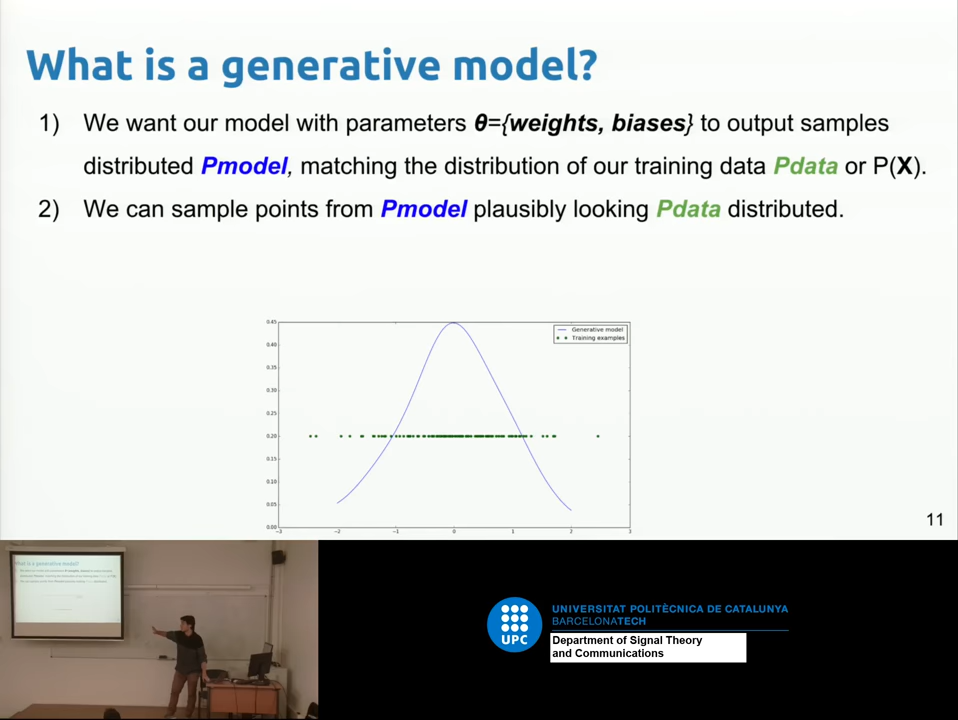 What is a generative model?
1) We want our model with parameters θ={weights, biases} to output samples
distributed Pmodel, matching the distribution of our training data Pdata or P(X).
2) We can sample points from Pmodel plausibly looking Pdata distributed.
0.45
0.40
0.35
0.30
0.25
0.20
0.15
0.10
0.05
0.00
Generative model
Training examples
−3 −2 −1 0 1 2 3
11
What is a generative model?
UPC
UNIVERSITAT POLITÈCNICA DE CATALUNYA
BARCELONATECH
Department of Signal Theory
and Communications